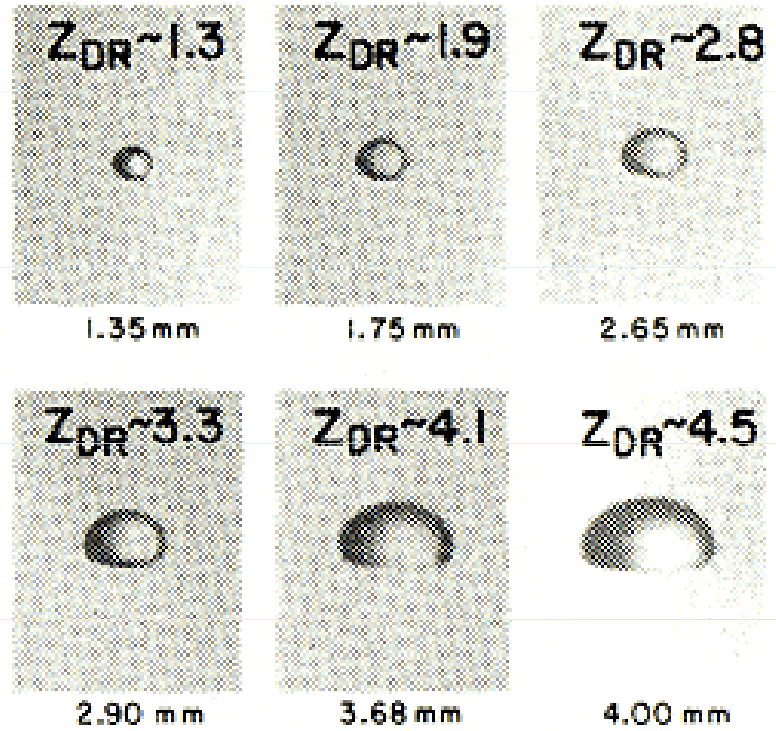 ZDR~1.3
ZDR~1.9
ZDR~2.8
1.35 mm
1.75 mm
2.65 mm
ZDR~3.3
ZDR~4.1
ZDR~4.5
2.90 mm
3.68 mm
4.00 mm